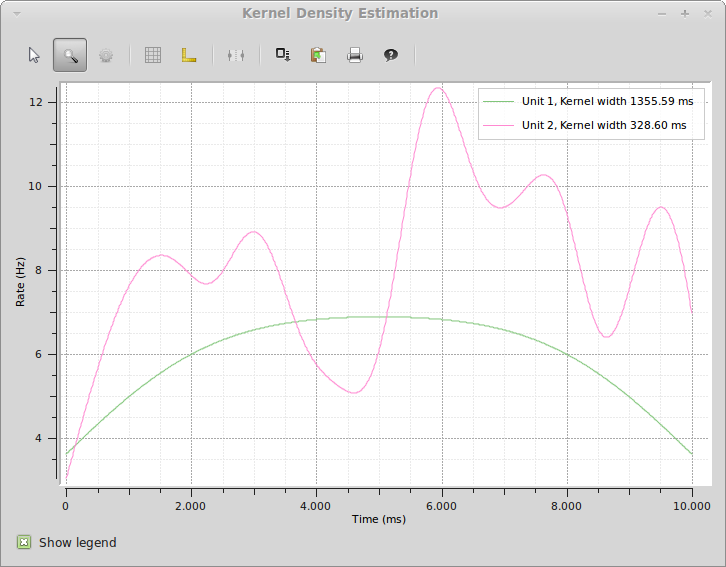 Kernel Density Estimation
12
10
8
6
4
Rate (Hz)
Unit 1, Kernel width 1355.59 ms
Unit 2, Kernel width 328.60 ms
0 2.000 4.000 6.000 8.000 10.000
Time (ms)
Show legend